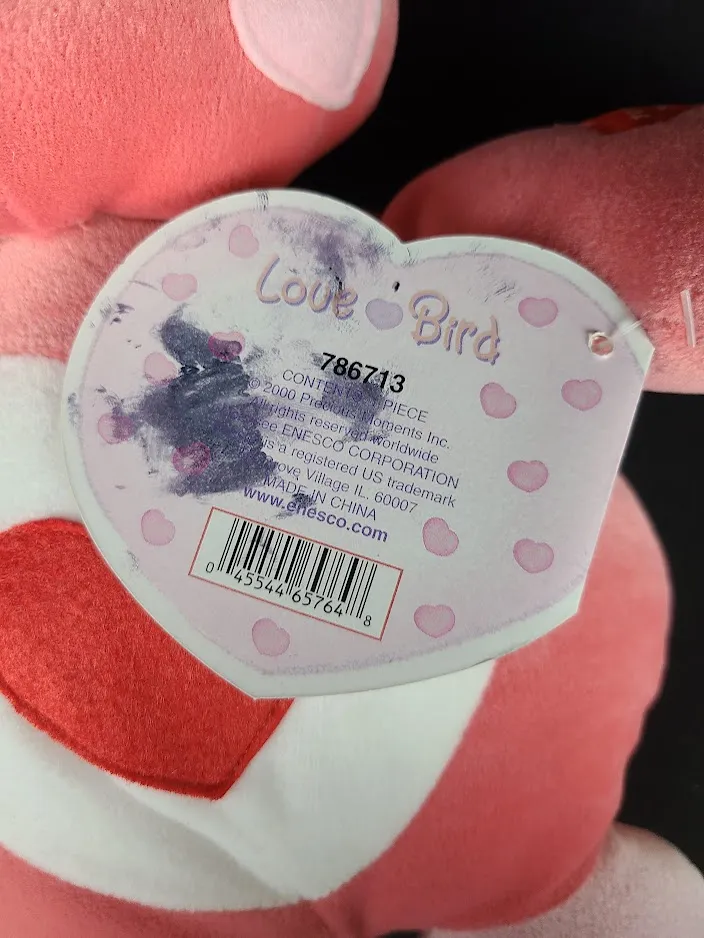 Love Bird
786713
CONTENTS PIECE
© 2000 Precious Moments Inc.
rights reserved worldwide
ENESCO CORPORATION
is a registered US trademark
Village IL. 60007
MADE IN CHINA
www.enesco.com
0 45544 65764 8